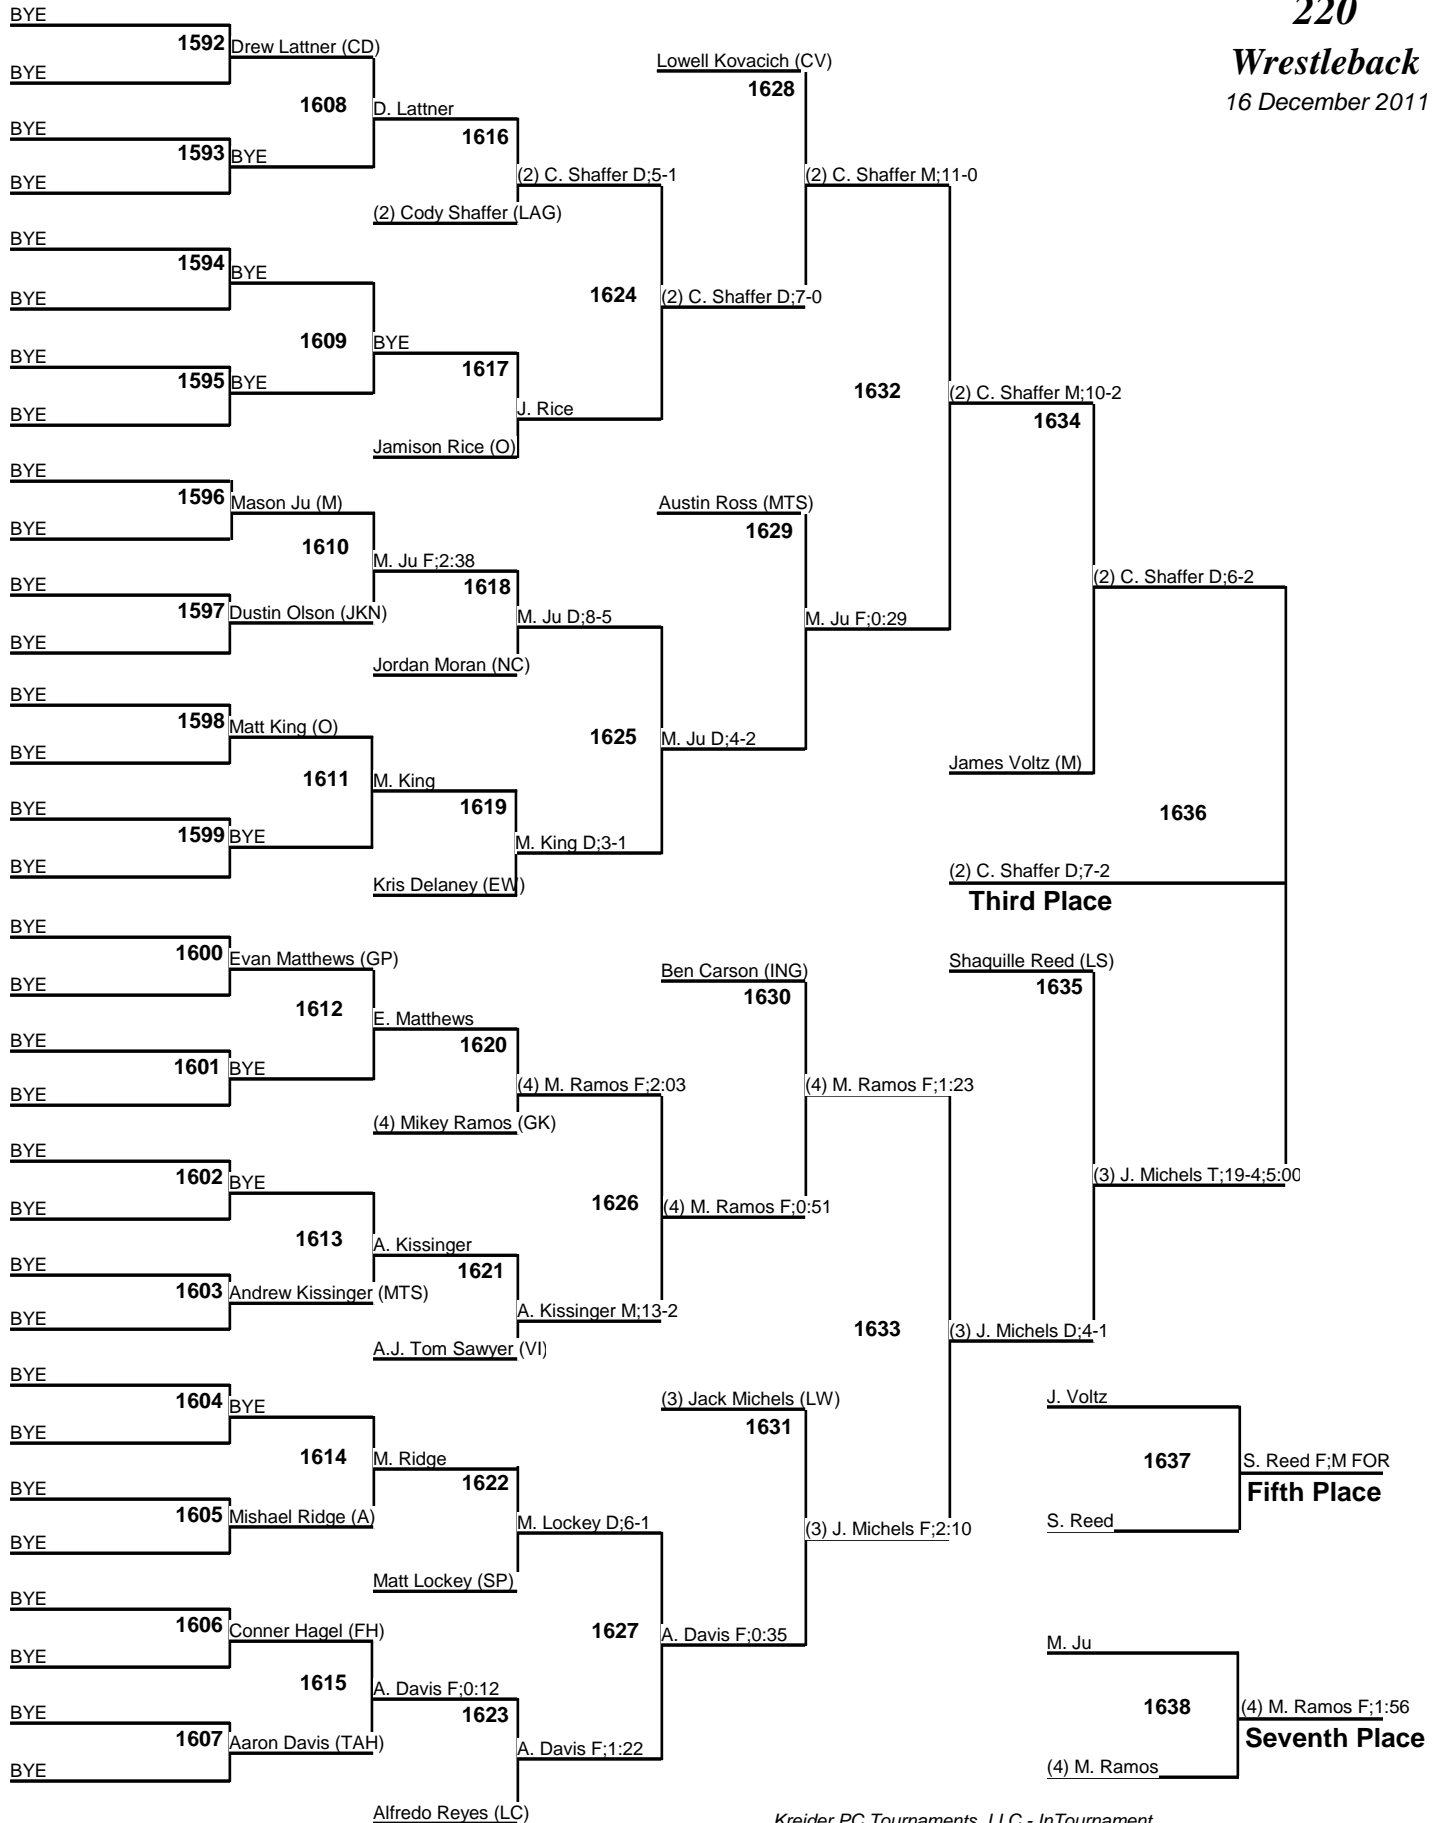 220
Wrestleback
16 December 2011
BYE
1592 Drew Lattner (CD)
BYE
1608 D. Lattner
BYE
1593 BYE
BYE
1616 (2) C. Shaffer D;5-1
(2) Cody Shaffer (LAG)
BYE
1594 BYE
BYE
1609 BYE
BYE
1595 BYE
BYE
1617 J. Rice
Jamison Rice (O)
1624 (2) C. Shaffer D;7-0
Lowell Kovacich (CV)
1628 (2) C. Shaffer M;11-0
BYE
1596 Mason Ju (M)
BYE
1610 M. Ju F;2:38
BYE
1597 Dustin Olson (JKN)
BYE
1618 M. Ju D;8-5
Jordan Moran (NC)
BYE
1598 Matt King (O)
BYE
1611 M. King
BYE
1599 BYE
BYE
1619 M. King D;3-1
Kris Delaney (EW)
1625 M. Ju D;4-2
Austin Ross (MTS)
1629 M. Ju F;0:29
1632 (2) C. Shaffer M;10-2
1634 (2) C. Shaffer D;6-2
James Voltz (M)
1636
(2) C. Shaffer D;7-2
Third Place
BYE
1600 Evan Matthews (GP)
BYE
1612 E. Matthews
BYE
1601 BYE
BYE
1620 (4) M. Ramos F;2:03
(4) Mikey Ramos (GK)
BYE
1602 BYE
BYE
1613 A. Kissinger
BYE
1603 Andrew Kissinger (MTS)
BYE
1621 A. Kissinger M;13-2
A.J. Tom Sawyer (VI)
1626 (4) M. Ramos F;0:51
Ben Carson (ING)
1630 (4) M. Ramos F;1:23
BYE
1604 BYE
BYE
1614 M. Ridge
BYE
1605 Mishael Ridge (A)
BYE
1622 M. Lockey D;6-1
Matt Lockey (SP)
BYE
1606 Conner Hagel (FH)
BYE
1615 A. Davis F;0:12
BYE
1607 Aaron Davis (TAH)
BYE
1623 A. Davis F;1:22
Alfredo Reyes (LC)
1627 A. Davis F;0:35
(3) Jack Michels (LW)
1631 (3) J. Michels F;2:10
1633 (3) J. Michels D;4-1
Shaquille Reed (LS)
1635 (3) J. Michels T;19-4;5:00
J. Voltz
1637 S. Reed F;M FOR
Fifth Place
S. Reed
M. Ju
1638 (4) M. Ramos F;1:56
Seventh Place
(4) M. Ramos
Kreider PC Tournaments, LLC - InTournament